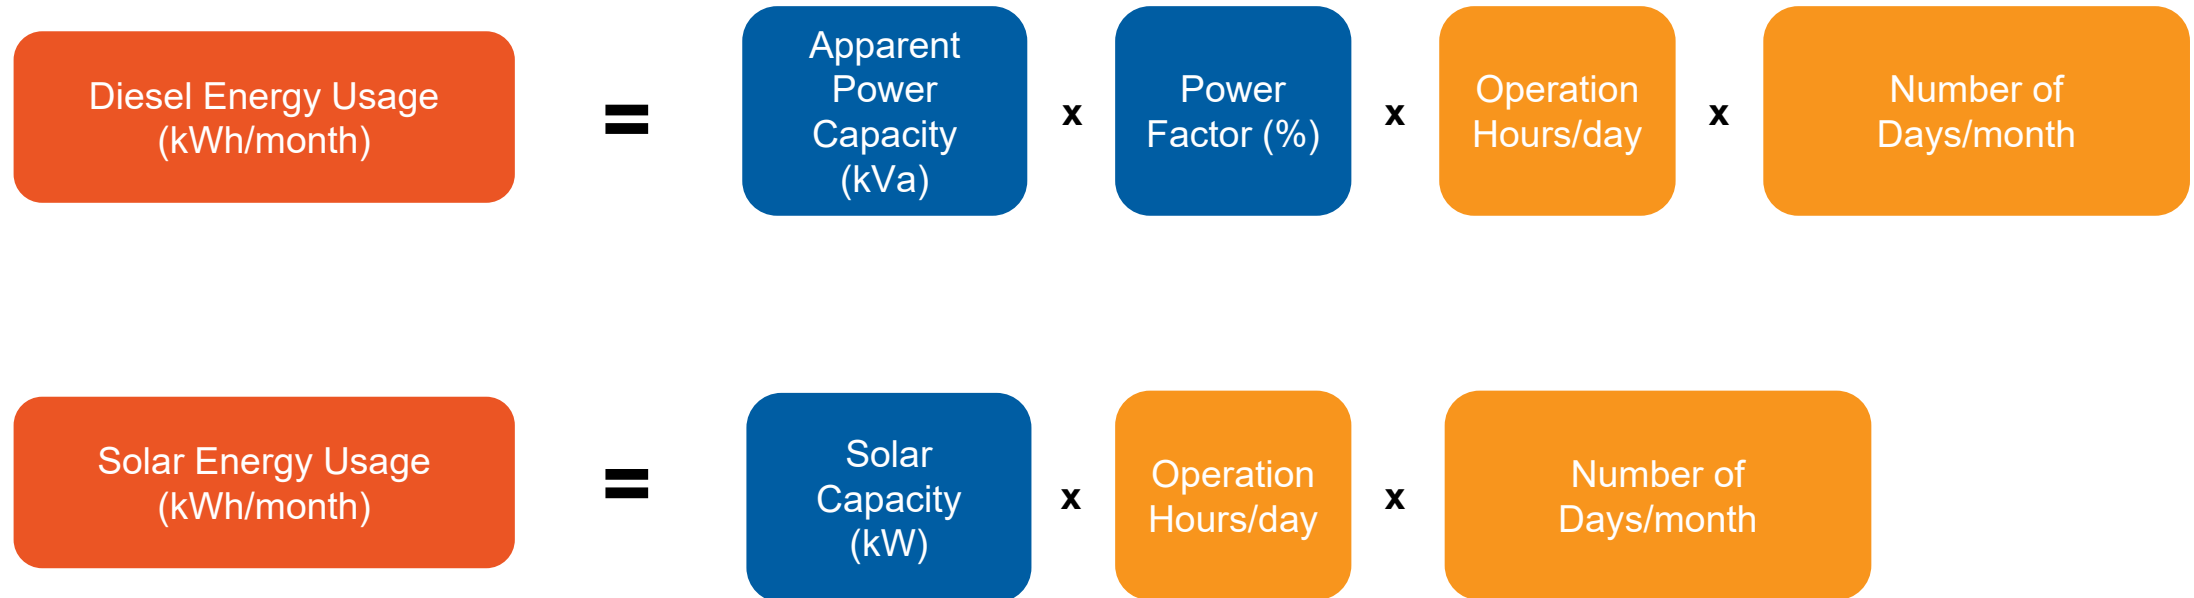 Diesel Energy Usage
(kWh/month)
=
Apparent
Power
Capacity
(kVa)
x
Power
Factor (%)
x
Operation
Hours/day
x
Number of
Days/month
Solar Energy Usage
(kWh/month)
=
Solar
Capacity
(kW)
x
Operation
Hours/day
x
Number of
Days/month